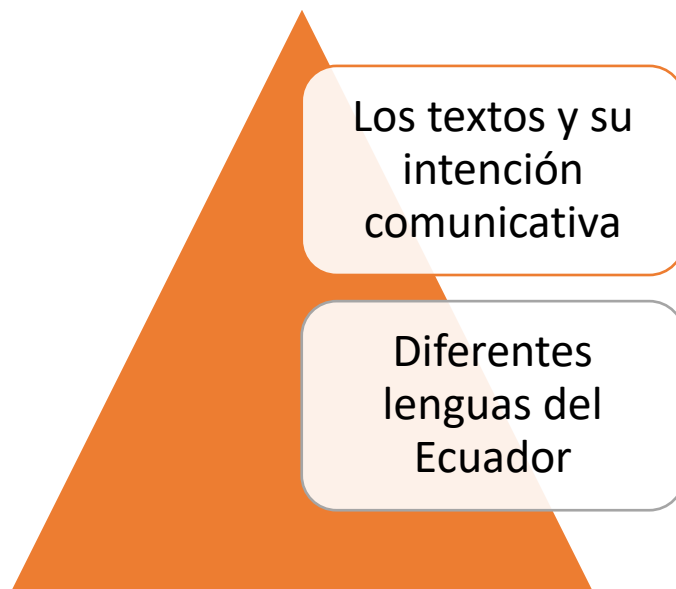 Los textos y su
intención
comunicativa
Diferentes
lenguas del
Ecuador